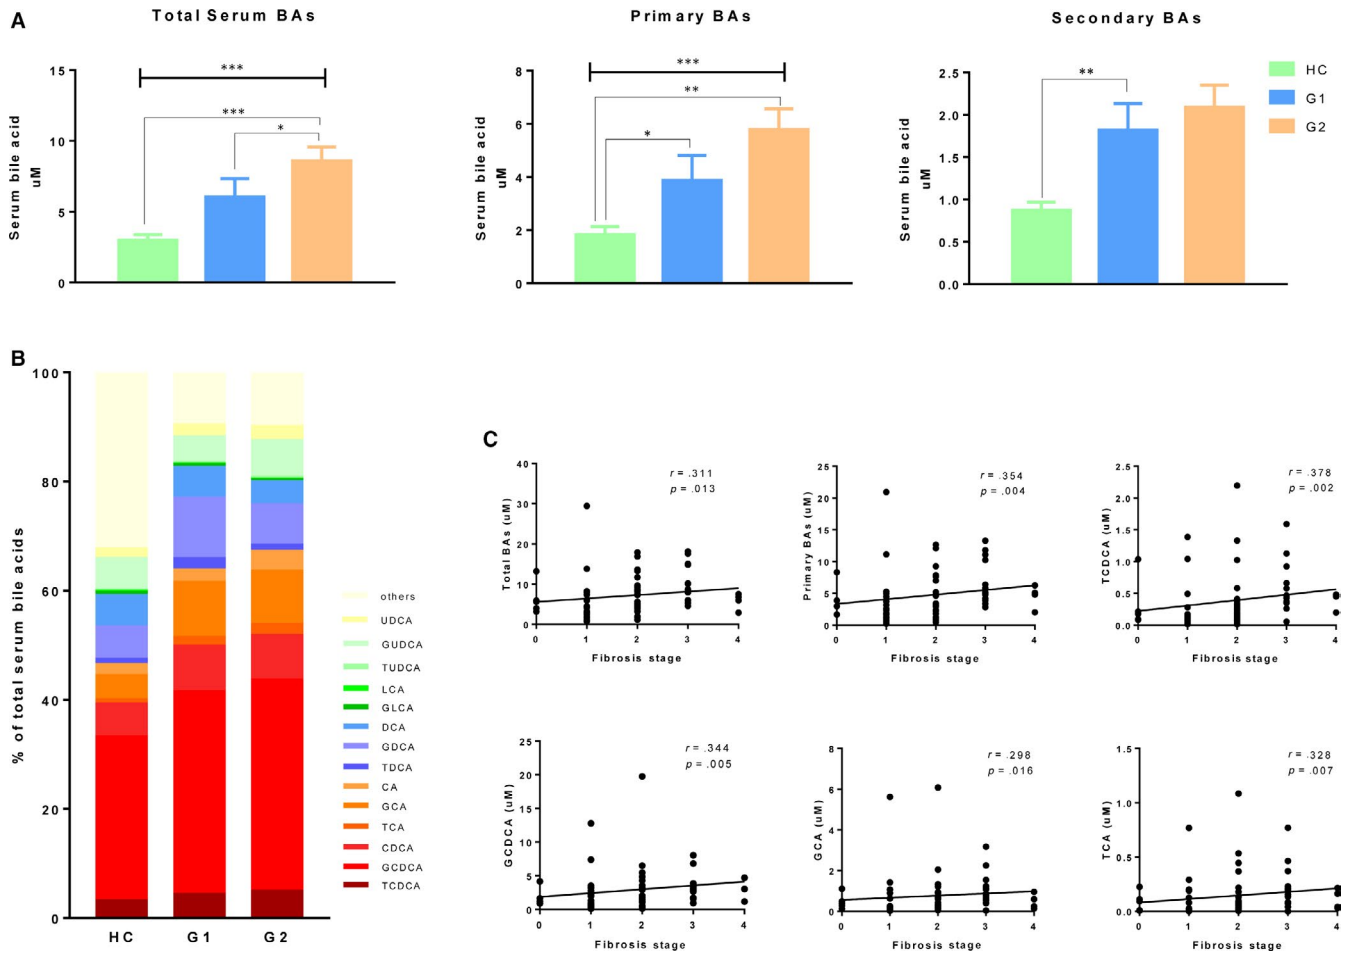 A
Total Serum BAs
Serum bile acid
uM
15
10
5
0
***
***
*
Primary BAs
Serum bile acid
uM
8
6
4
2
0
***
**
*
Secondary BAs
Serum bile acid
uM
2.5
2.0
1.5
1.0
0.5
0.0
**
HC
G1
G2
B
% of total serum bile acids
100
80
60
40
20
0
HC G1 G2
others
UDCA
GUDCA
TUDCA
LCA
GLCA
DCA
GDCA
TDCA
CA
GCA
TCA
CDCA
GCDCA
TCDCA
C
Total BAs (uM)
40
30
20
10
0
r = .311
p = .013
0 1 2 3 4
Fibrosis stage
Primary BAs (uM)
25
20
15
10
5
0
r = .354
p = .004
0 1 2 3 4
Fibrosis stage
TCDCA (uM)
2.5
2.0
1.5
1.0
0.5
0.0
r = .378
p = .002
0 1 2 3 4
Fibrosis stage
GCDCA (uM)
25
20
15
10
5
0
r = .344
p = .005
0 1 2 3 4
Fibrosis stage
GCA (uM)
8
6
4
2
0
r = .298
p = .016
0 1 2 3 4
Fibrosis stage
TCA (uM)
1.5
1.0
0.5
0.0
r = .328
p = .007
0 1 2 3 4
Fibrosis stage